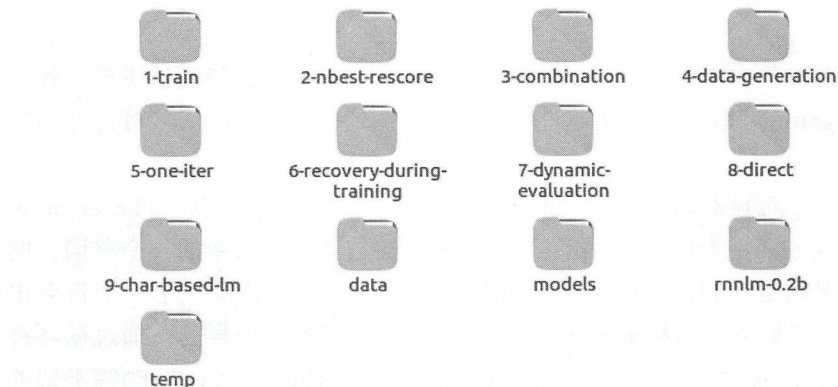 1-train
2-nbest-rescore
3-combination
4-data-generation
5-one-iter
6-recovery-during-
training
7-dynamic-
evaluation
8-direct
9-char-based-lm
data
models
rnnlm-0.2b
temp